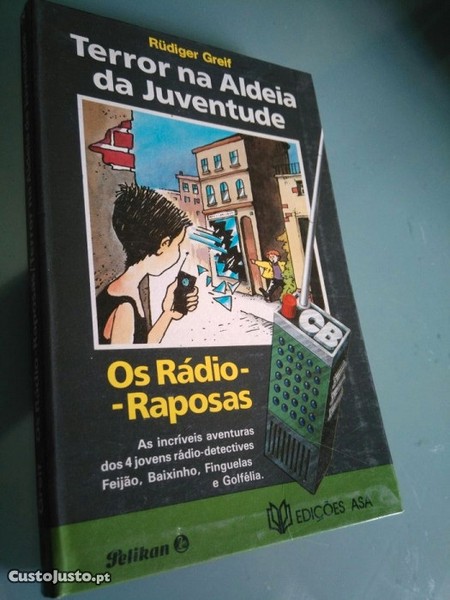 Rüdiger Greif
Terror na Aldeia
da Juventude
CB
Os Rádio-
-Raposas
As incríveis aventuras
dos 4 jovens rádio-detectives
Feijão, Baixinho, Finguelas
e Golfélia.
EDIÇÕES ASA
Pelikan
CustoJusto.pt